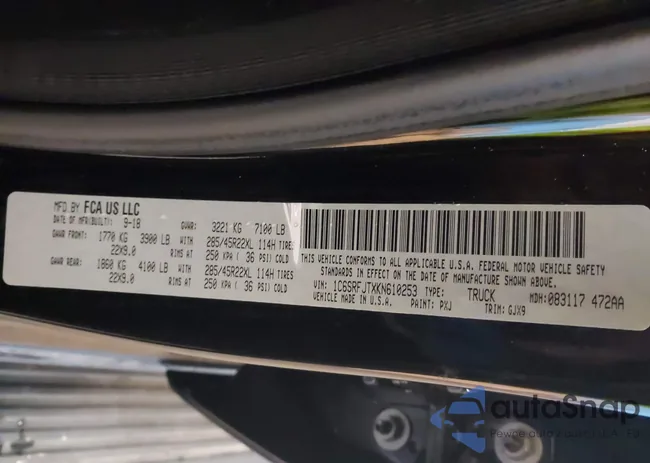 MFD BY FCA US LLC
DATE OF MFR(BUILT): 9-18 GVWR: 3221 KG 7100 LB
GAWR FRONT: 1770 KG 3900 LB WITH 285/45R22XL 114H TIRES
22X9.0 RIMS AT 250 KPA ( 36 PSI) COLD
GAWR REAR: 1860 KG 4100 LB WITH 285/45R22XL 114H TIRES
22X9.0 RIMS AT 250 KPA ( 36 PSI) COLD
THIS VEHICLE CONFORMS TO ALL APPLICABLE U.S.A. FEDERAL MOTOR VEHICLE SAFETY
STANDARDS IN EFFECT ON THE DATE OF MANUFACTURE SHOWN ABOVE.
VIN: 1C6SRFJTXKN610253 TYPE: TRUCK MDH: 083117 472AA
VEHICLE MADE IN U.S.A. PAINT: PXJ TRIM: GJX9
autoSnap
Pewne auta